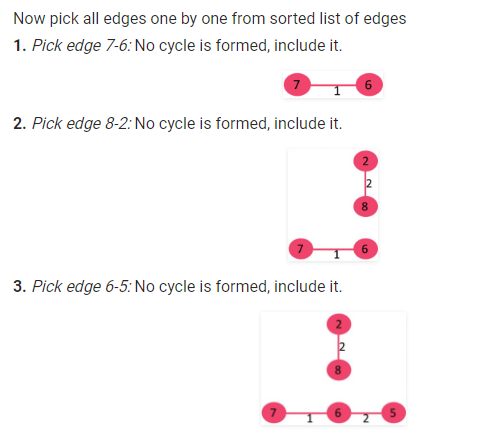 Now pick all edges one by one from sorted list of edges
1. Pick edge 7-6: No cycle is formed, include it.
7 1 6
2. Pick edge 8-2: No cycle is formed, include it.
2
2
8
7 1 6
3. Pick edge 6-5: No cycle is formed, include it.
2
2
8
7 1 6 2 5